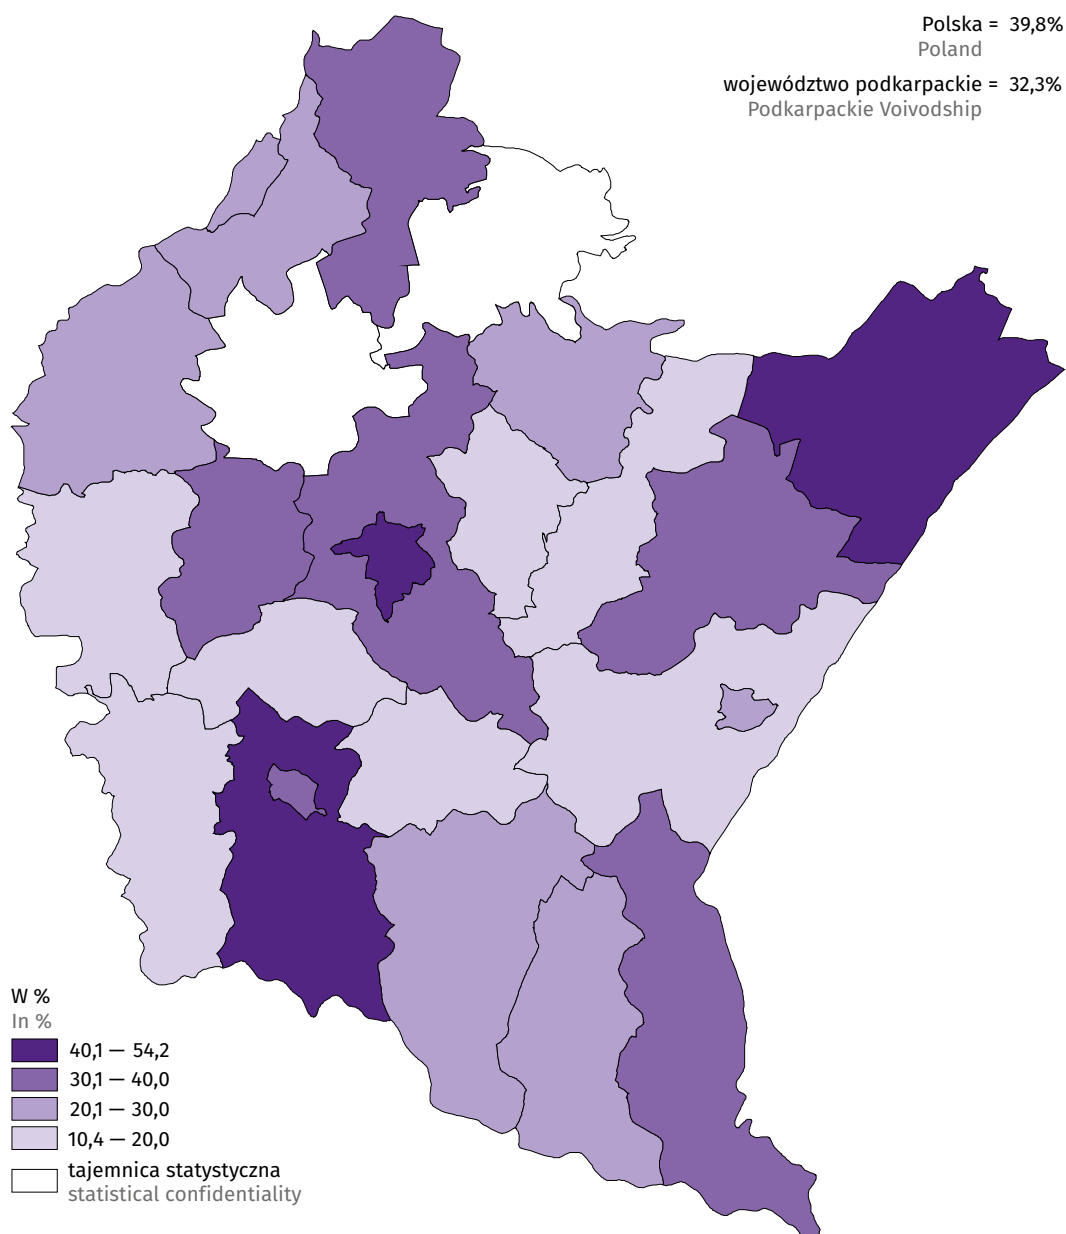 Polska = 39,8%
Poland
województwo podkarpackie = 32,3%
Podkarpackie Voivodship
W %
In %
40,1 — 54,2
30,1 — 40,0
20,1 — 30,0
10,4 — 20,0
tajemnica statystyczna
statistical confidentiality